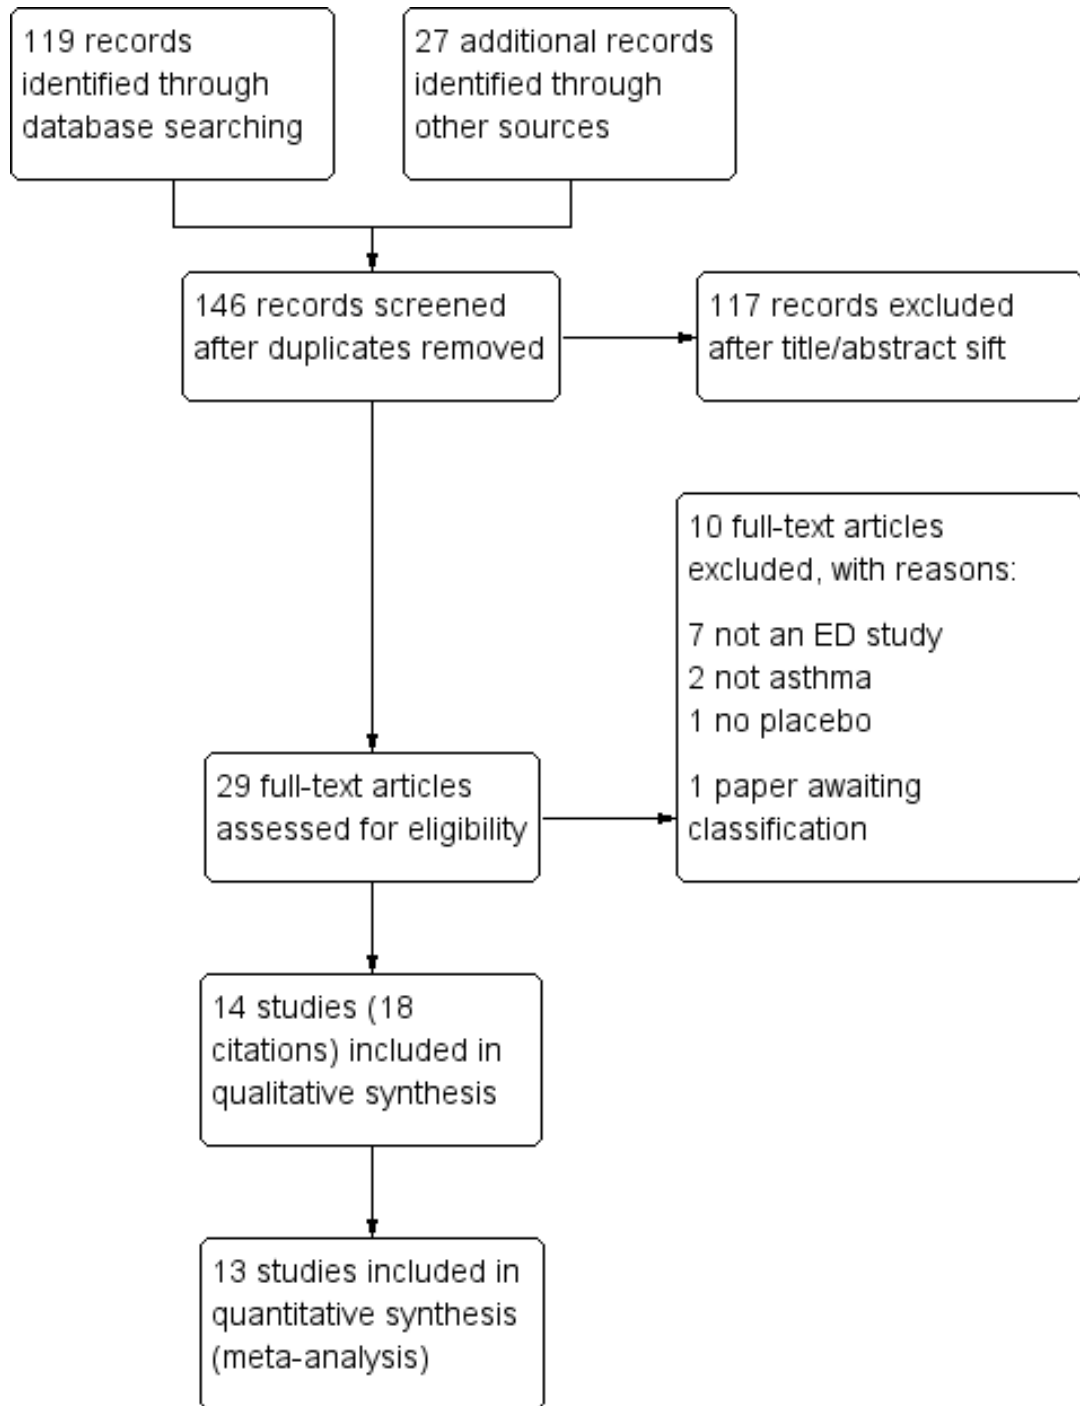 119 records
identified through
database searching
27 additional records
identified through
other sources
146 records screened
after duplicates removed
117 records excluded
after title/abstract sift
10 full-text articles
excluded, with reasons:
7 not an ED study
2 not asthma
1 no placebo
1 paper awaiting
classification
29 full-text articles
assessed for eligibility
14 studies (18
citations) included in
qualitative synthesis
13 studies included in
quantitative synthesis
(meta-analysis)